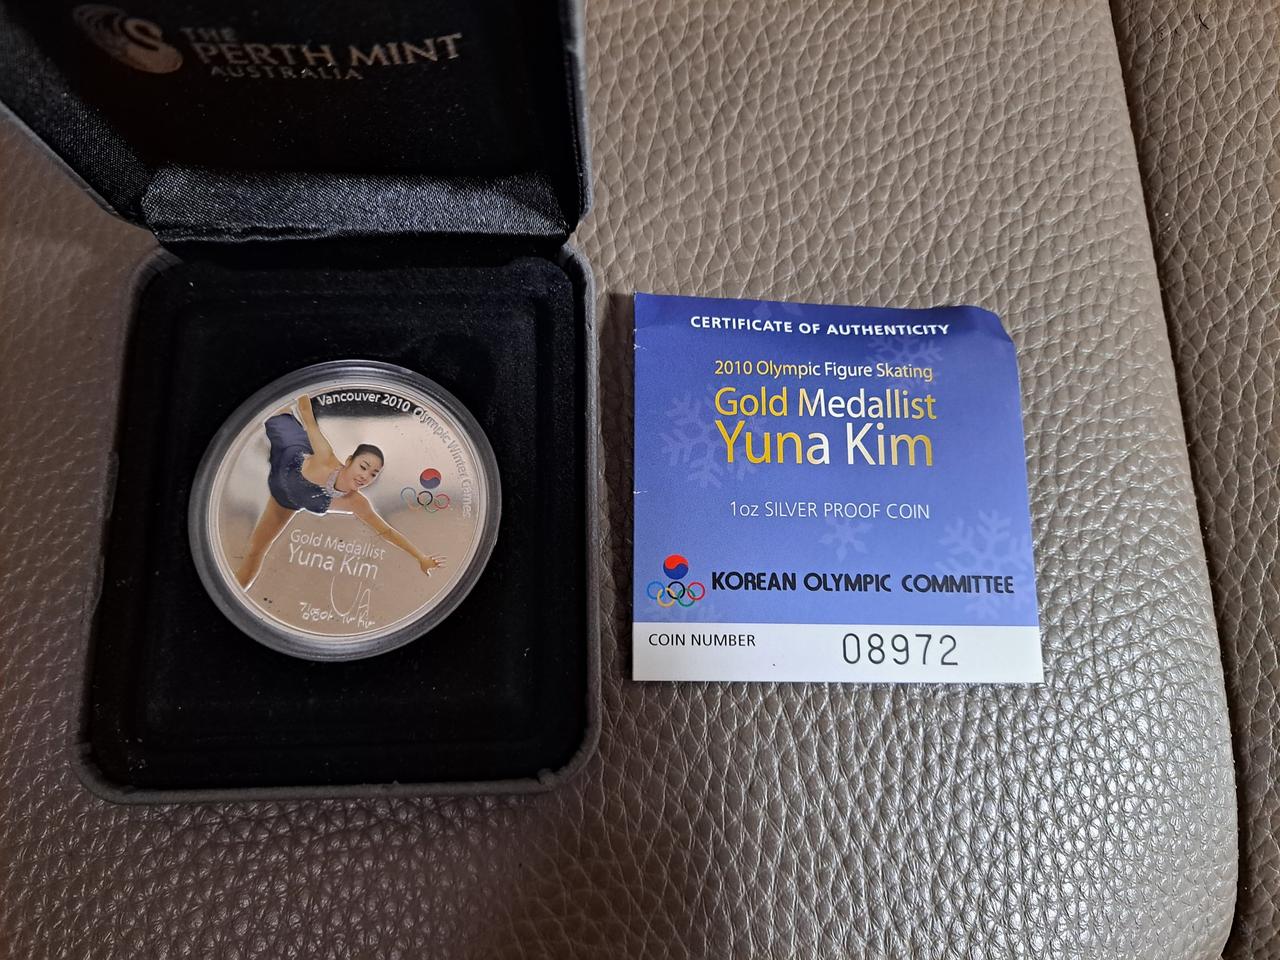 THE
PERTH MINT
AUSTRALIA
Vancouver 2010 Olympic Winter Games
Gold Medallist
Yuna Kim
CERTIFICATE OF AUTHENTICITY
2010 Olympic Figure Skating
Gold Medallist
Yuna Kim
1oz SILVER PROOF COIN
KOREAN OLYMPIC COMMITTEE
COIN NUMBER
08972